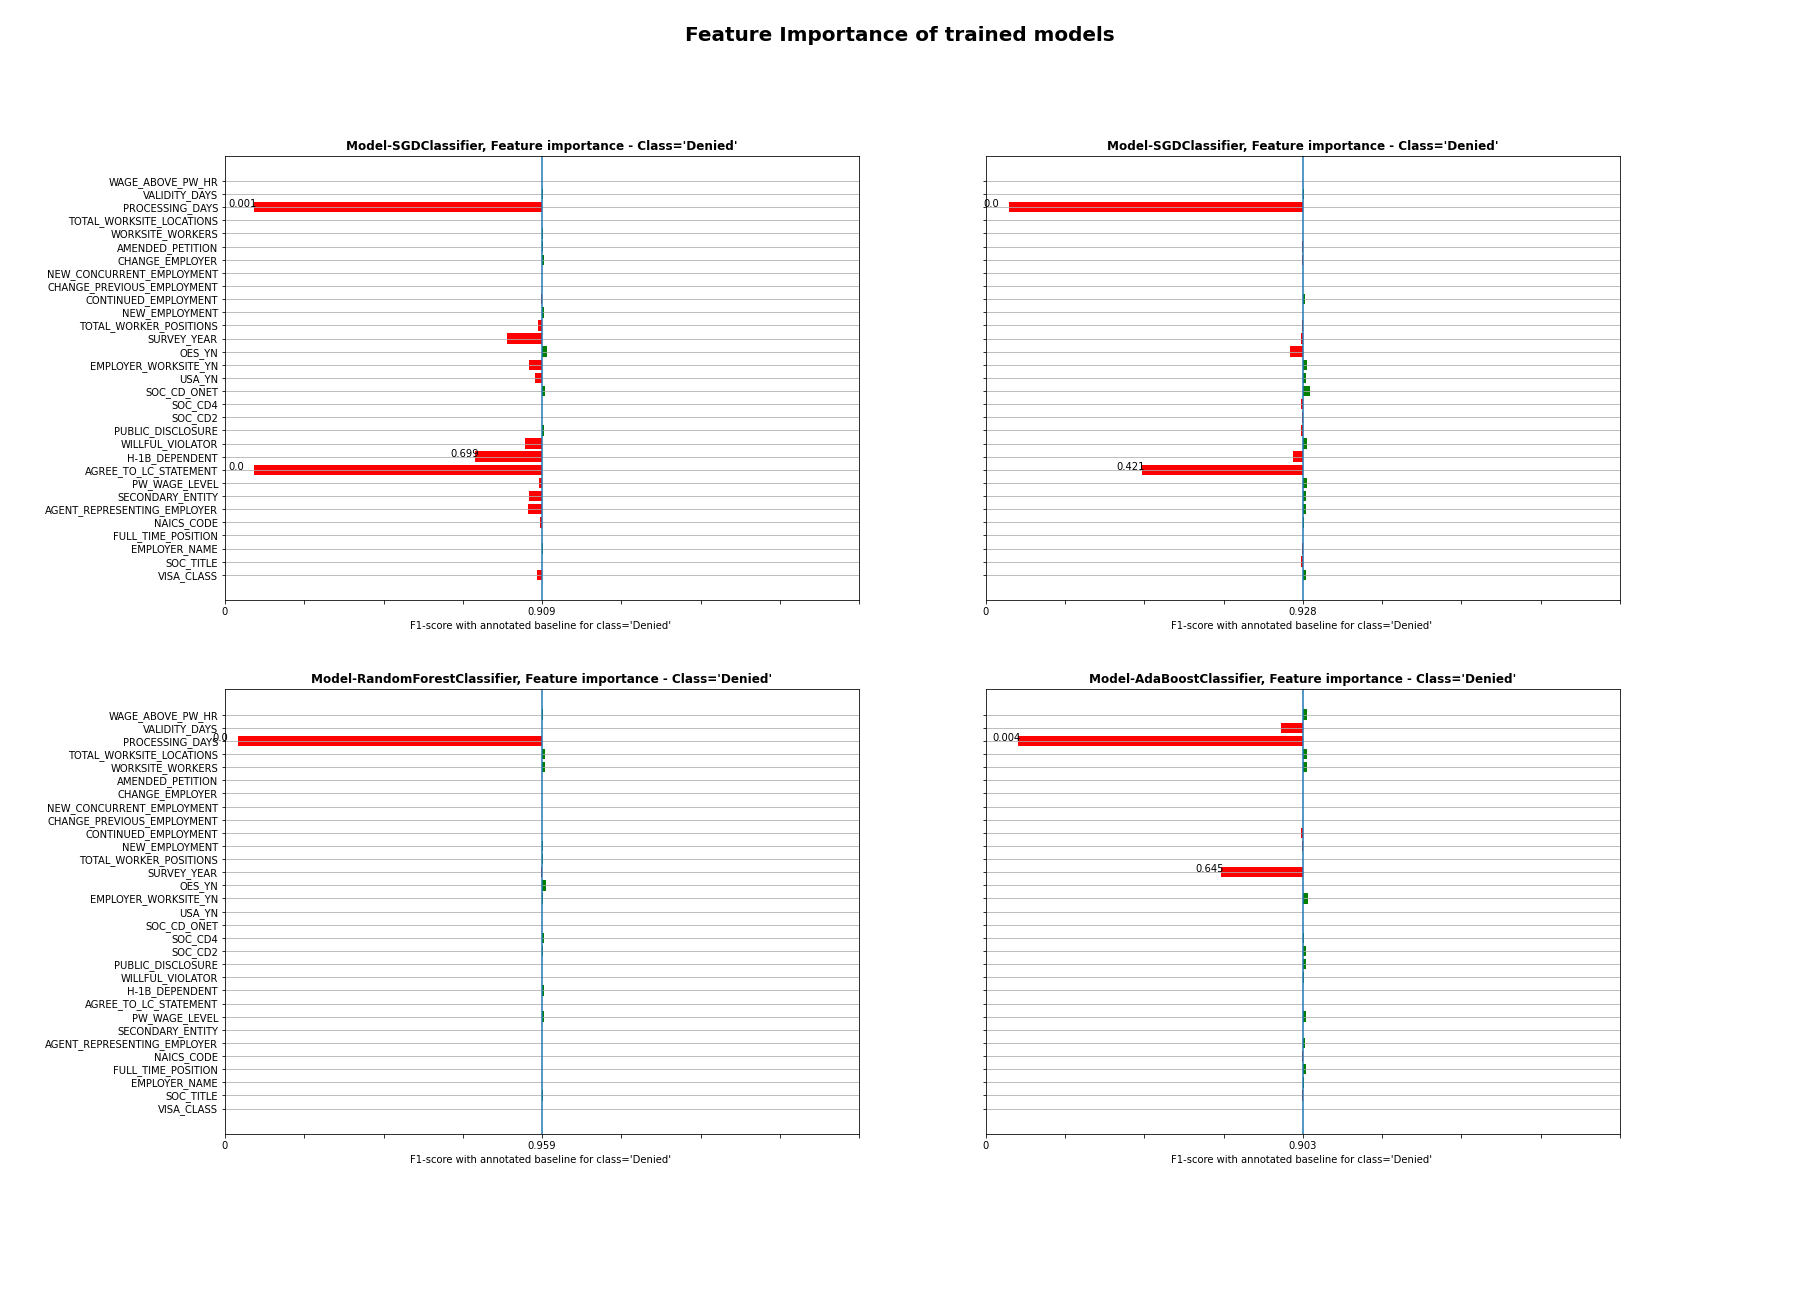 Feature Importance of trained models
Model-SGDClassifier, Feature importance - Class='Denied'
WAGE_ABOVE_PW_HR
VALIDITY_DAYS
PROCESSING_DAYS
0.001
TOTAL_WORKSITE_LOCATIONS
WORKSITE_WORKERS
AMENDED_PETITION
CHANGE_EMPLOYER
NEW_CONCURRENT_EMPLOYMENT
CHANGE_PREVIOUS_EMPLOYMENT
CONTINUED_EMPLOYMENT
NEW_EMPLOYMENT
TOTAL_WORKER_POSITIONS
SURVEY_YEAR
OES_YN
EMPLOYER_WORKSITE_YN
USA_YN
SOC_CD_ONET
SOC_CD4
SOC_CD2
PUBLIC_DISCLOSURE
WILLFUL_VIOLATOR
H-1B_DEPENDENT
0.699
AGREE_TO_LC_STATEMENT
0.0
PW_WAGE_LEVEL
SECONDARY_ENTITY
AGENT_REPRESENTING_EMPLOYER
NAICS_CODE
FULL_TIME_POSITION
EMPLOYER_NAME
SOC_TITLE
VISA_CLASS
0
0.909
F1-score with annotated baseline for class='Denied'
Model-SGDClassifier, Feature importance - Class='Denied'
0.0
0.421
0
0.928
F1-score with annotated baseline for class='Denied'
Model-RandomForestClassifier, Feature importance - Class='Denied'
WAGE_ABOVE_PW_HR
VALIDITY_DAYS
PROCESSING_DAYS
0.0
TOTAL_WORKSITE_LOCATIONS
WORKSITE_WORKERS
AMENDED_PETITION
CHANGE_EMPLOYER
NEW_CONCURRENT_EMPLOYMENT
CHANGE_PREVIOUS_EMPLOYMENT
CONTINUED_EMPLOYMENT
NEW_EMPLOYMENT
TOTAL_WORKER_POSITIONS
SURVEY_YEAR
OES_YN
EMPLOYER_WORKSITE_YN
USA_YN
SOC_CD_ONET
SOC_CD4
SOC_CD2
PUBLIC_DISCLOSURE
WILLFUL_VIOLATOR
H-1B_DEPENDENT
AGREE_TO_LC_STATEMENT
PW_WAGE_LEVEL
SECONDARY_ENTITY
AGENT_REPRESENTING_EMPLOYER
NAICS_CODE
FULL_TIME_POSITION
EMPLOYER_NAME
SOC_TITLE
VISA_CLASS
0
0.959
F1-score with annotated baseline for class='Denied'
Model-AdaBoostClassifier, Feature importance - Class='Denied'
0.004
0.645
0
0.903
F1-score with annotated baseline for class='Denied'